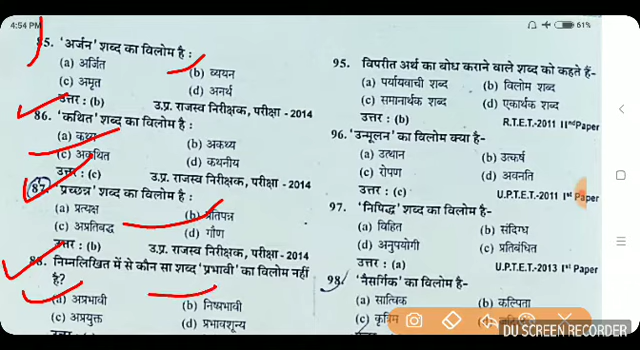 4:54 PM
61%
85. 'अर्जन' शब्द का विलोम है :
(a) अर्जित (b) व्ययन
(c) अमृत (d) अनर्थ
उत्तर : (b) उ.प्र. राजस्व निरीक्षक, परीक्षा - 2014
86. 'कथित' शब्द का विलोम है :
(a) कथ्य (b) अकथ्य
(c) अकथित (d) कथनीय
उत्तर : (c) उ.प्र. राजस्व निरीक्षक, परीक्षा - 2014
87. 'प्रच्छन्न' शब्द का विलोम है :
(a) प्रत्यक्ष (b) प्रतिपन्न
(c) अप्रतिबद्ध (d) गौण
उत्तर : (b) उ.प्र. राजस्व निरीक्षक, परीक्षा - 2014
88. निम्नलिखित में से कौन सा शब्द 'प्रभावी' का विलोम नहीं
है?
(a) अप्रभावी (b) निष्प्रभावी
(c) अप्रयुक्त (d) प्रभावशून्य
95. विपरीत अर्थ का बोध कराने वाले शब्द को कहते हैं-
(a) पर्यायवाची शब्द (b) विलोम शब्द
(c) समानार्थक शब्द (d) एकार्थक शब्द
उत्तर : (b) R.T.E.T.-2011 IInd Paper
96. 'उन्मूलन' का विलोम क्या है-
(a) उत्थान (b) उत्कर्ष
(c) रोपण (d) अवनति
उत्तर : (c) U.P.T.E.T.-2011 Ist Paper
97. 'निषिद्ध' शब्द का विलोम है-
(a) विहित (b) संदिग्ध
(d) अनुपयोगी (c) प्रतिबंधित
उत्तर : (a) U.P.T.E.T.-2013 Ist Paper
98. 'नैसर्गिक' का विलोम है-
(a) सात्विक (b) कल्पिता
(c) कृत्रिम
DU SCREEN RECORDER